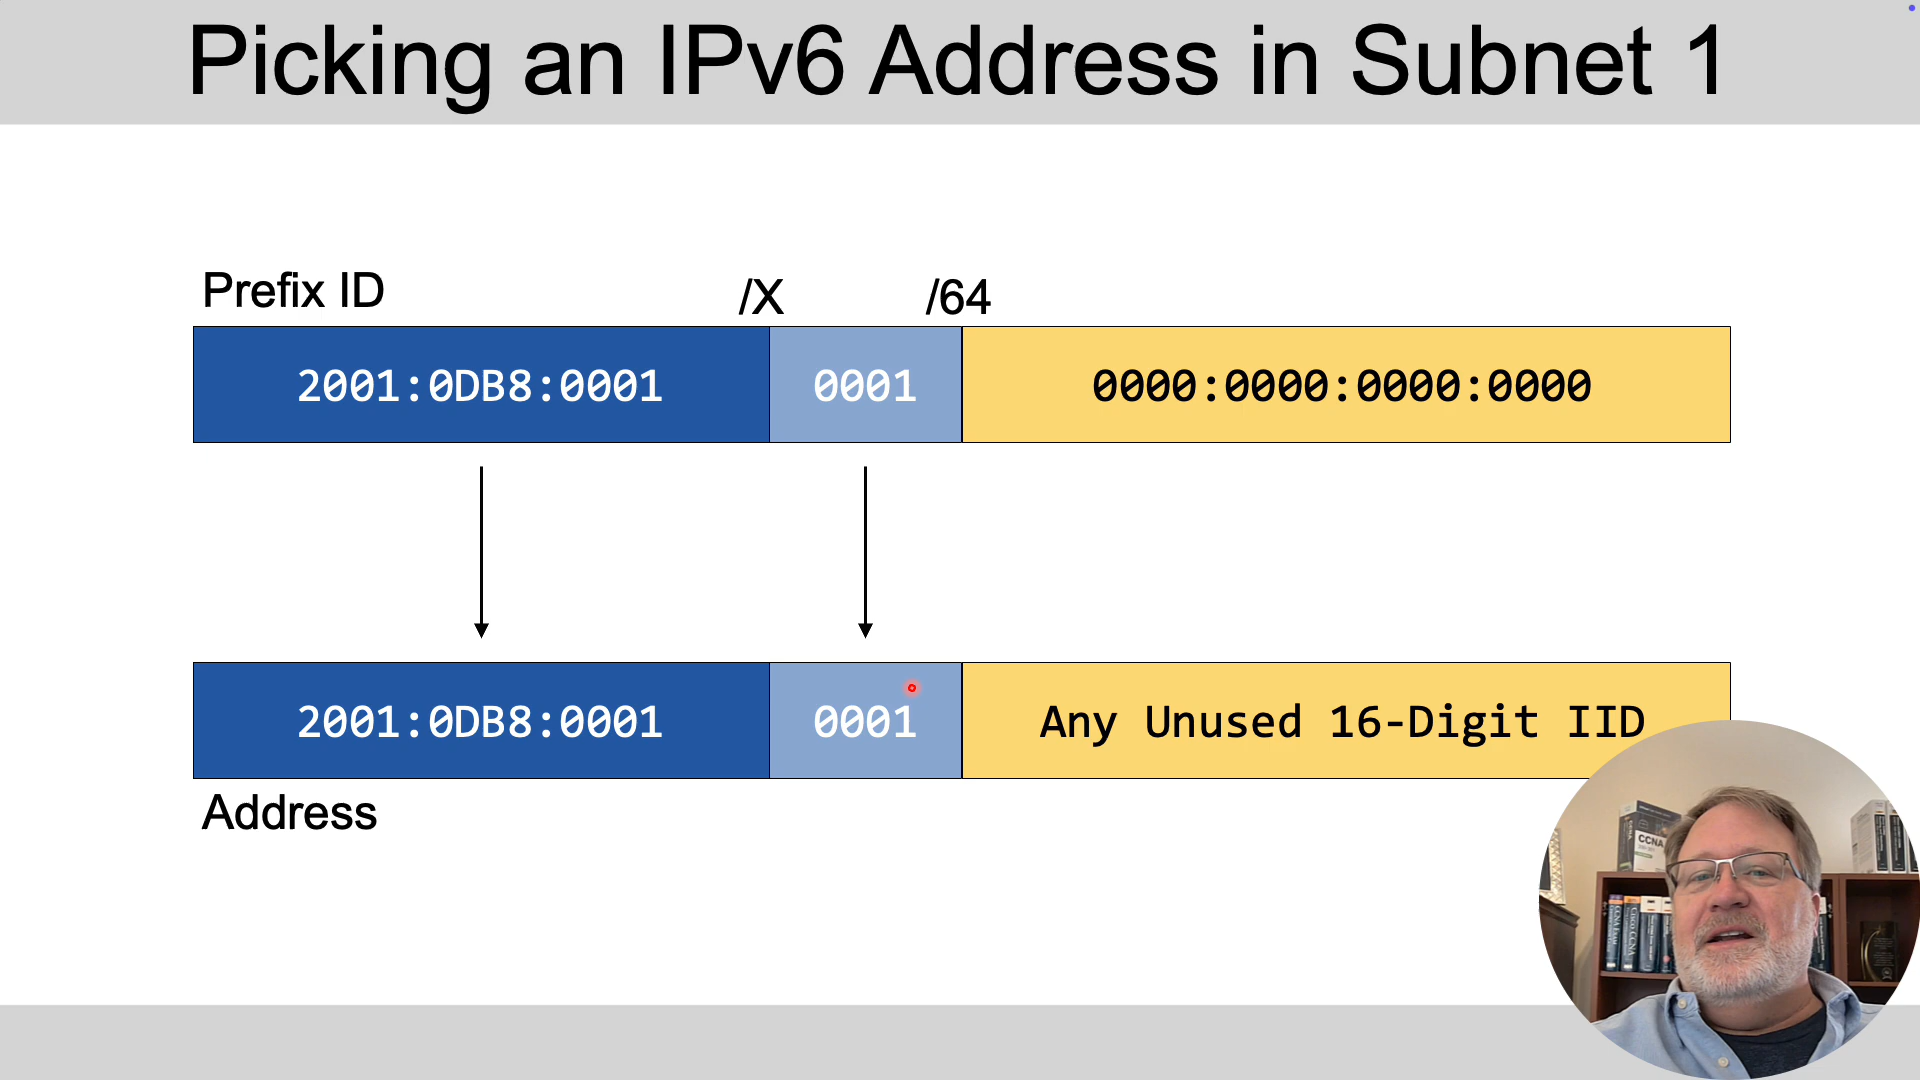 Picking an IPv6 Address in Subnet 1
Prefix ID
/X
/64
2001:0DB8:0001
0001
0000:0000:0000:0000
2001:0DB8:0001
0001
Any Unused 16-Digit IID
Address
CCNA